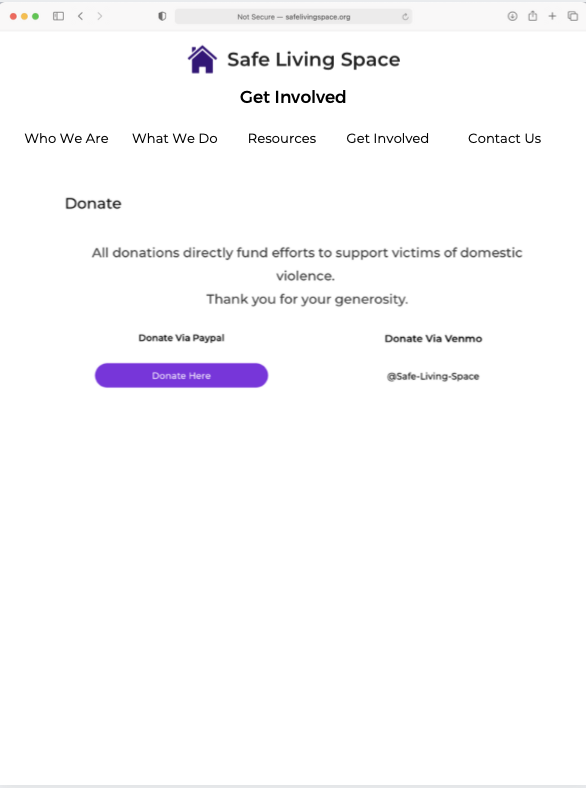 Not Secure — safelivingspace.org
Safe Living Space
Get Involved
Who We Are What We Do Resources Get Involved Contact Us
Donate
All donations directly fund efforts to support victims of domestic
violence.
Thank you for your generosity.
Donate Via Paypal Donate Via Venmo
Donate Here @Safe-Living-Space